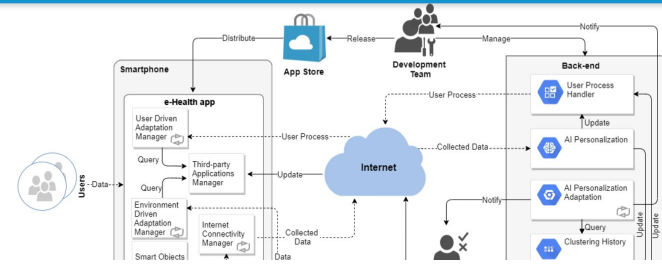 Notify
Distribute
Release
Manage
App Store
Development
Team
Smartphone
Back-end
e-Health app
User Process
Handler
User Driven
Adaptation
Manager
User Process
User Process
Update
Collected Data
AI Personalization
Query
Third-party
Applications
Manager
Update
Internet
Users
Data
Query
Notify
AI Personalization
Adaptation
Environment
Driven
Adaptation
Manager
Internet
Connectivity
Manager
Collected
Data
Query
Update
Update
Clustering History
Smart Objects
Data